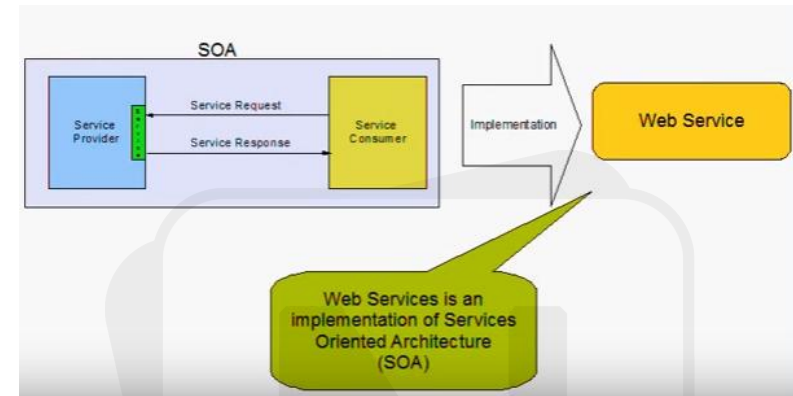 SOA
Service
Provider
Service
Service Request
Service Response
Service
Consumer
Implementation
Web Service
Web Services is an
implementation of Services
Oriented Architecture
(SOA)